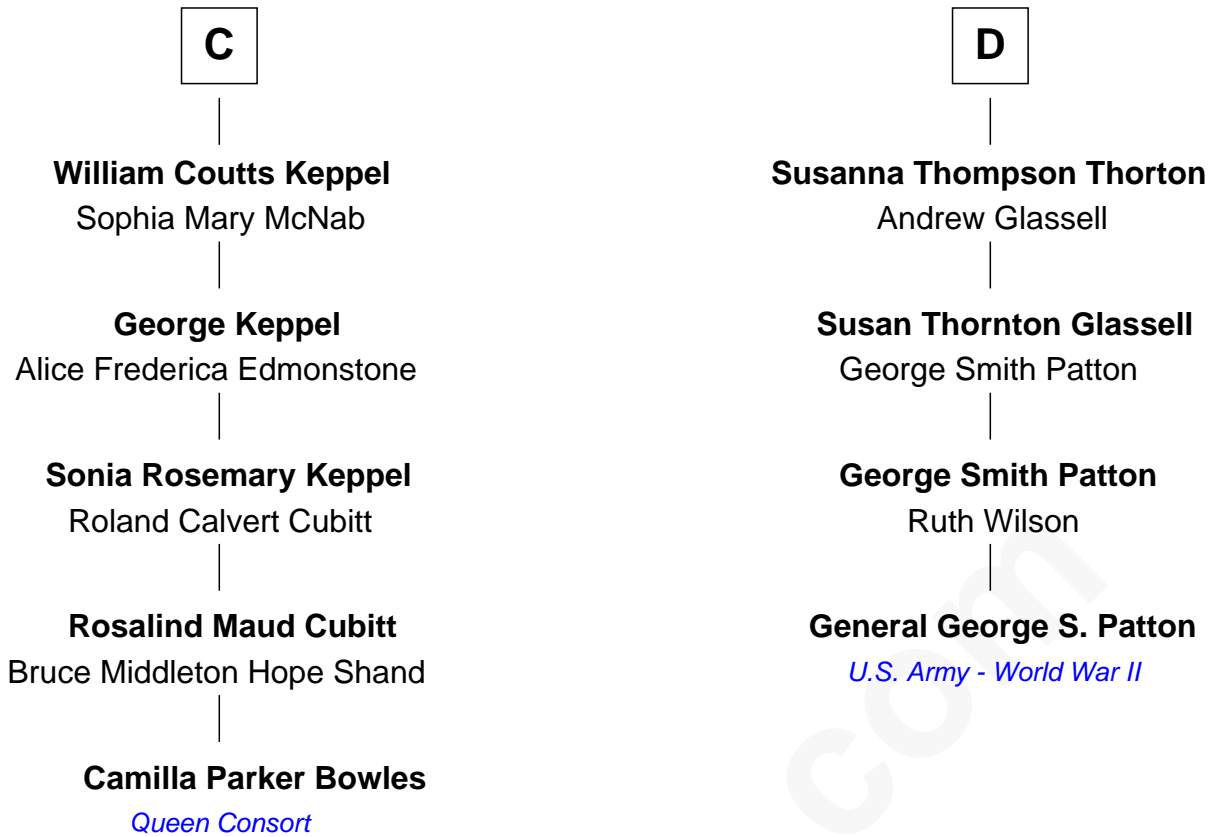 C
William Coutts Keppel
Sophia Mary McNab
George Keppel
Alice Frederica Edmonstone
Sonia Rosemary Keppel
Roland Calvert Cubitt
Rosalind Maud Cubitt
Bruce Middleton Hope Shand
Camilla Parker Bowles
Queen Consort
D
Susanna Thompson Thorton
Andrew Glassell
Susan Thornton Glassell
George Smith Patton
George Smith Patton
Ruth Wilson
General George S. Patton
U.S. Army - World War II
com